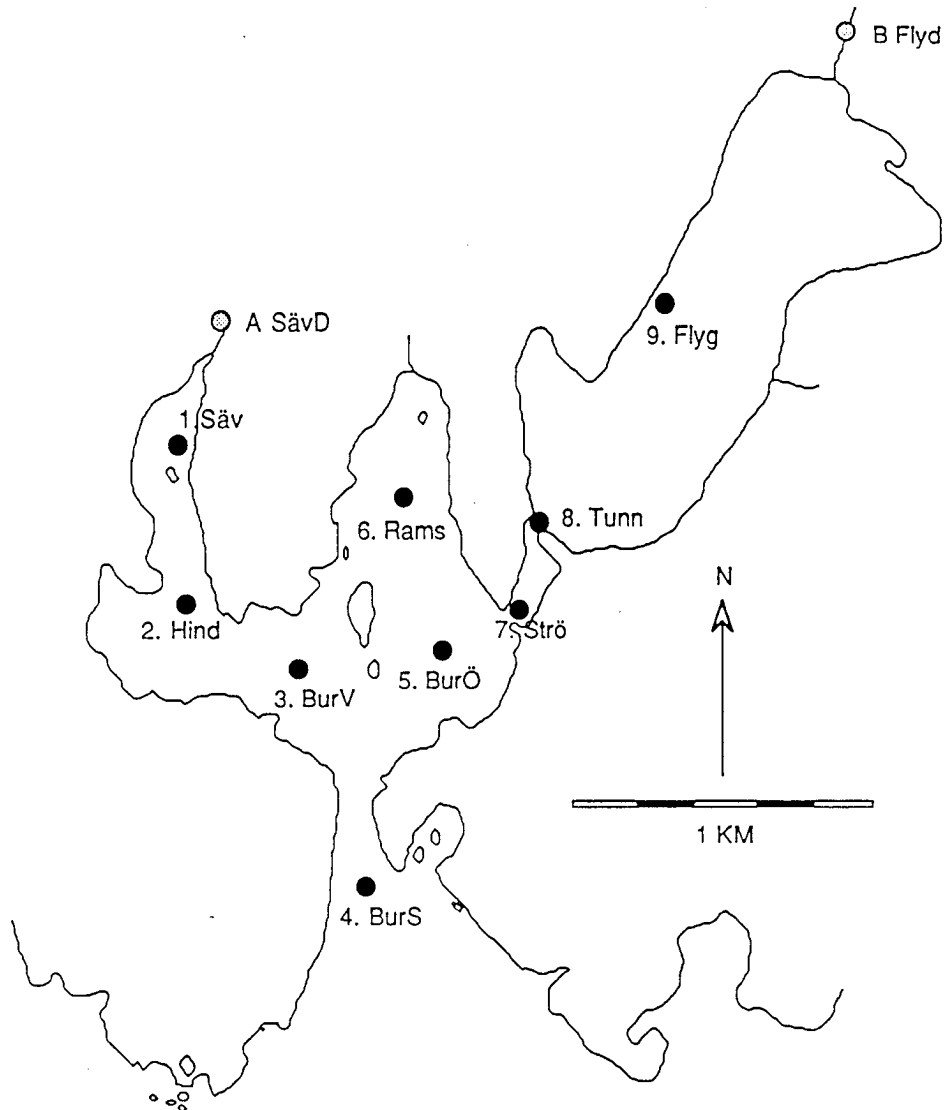 B Flyd
9. Flyg
A SävD
1.Säv
6. Rams
8. Tunn
N
2. Hind
7. Strö
5. BurÖ
3. BurV
1 KM
4. BurS